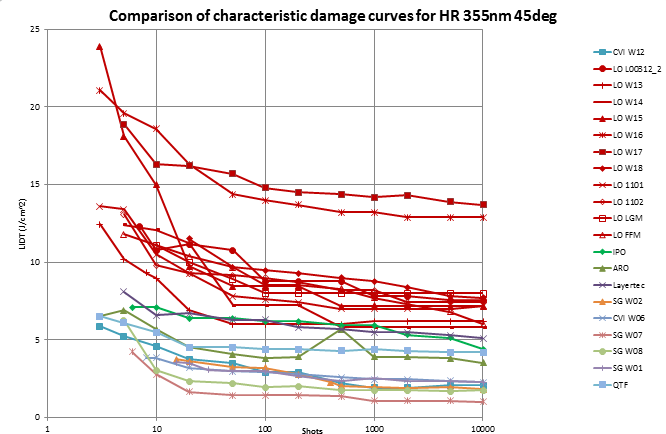 Comparison of characteristic damage curves for HR 355nm 45deg
25
20
15
10
5
0
LIDT (J/cm²)
1
10
100
1000
10000
Shots
CVI W12
LO L00312_2
LO W13
LO W14
LO W15
LO W16
LO W17
LO W18
LO 1101
LO 1102
LO LGM
LO FFM
IPO
ARO
Layertec
SG W02
CVI W06
SG W07
SG W08
SG W01
QTF